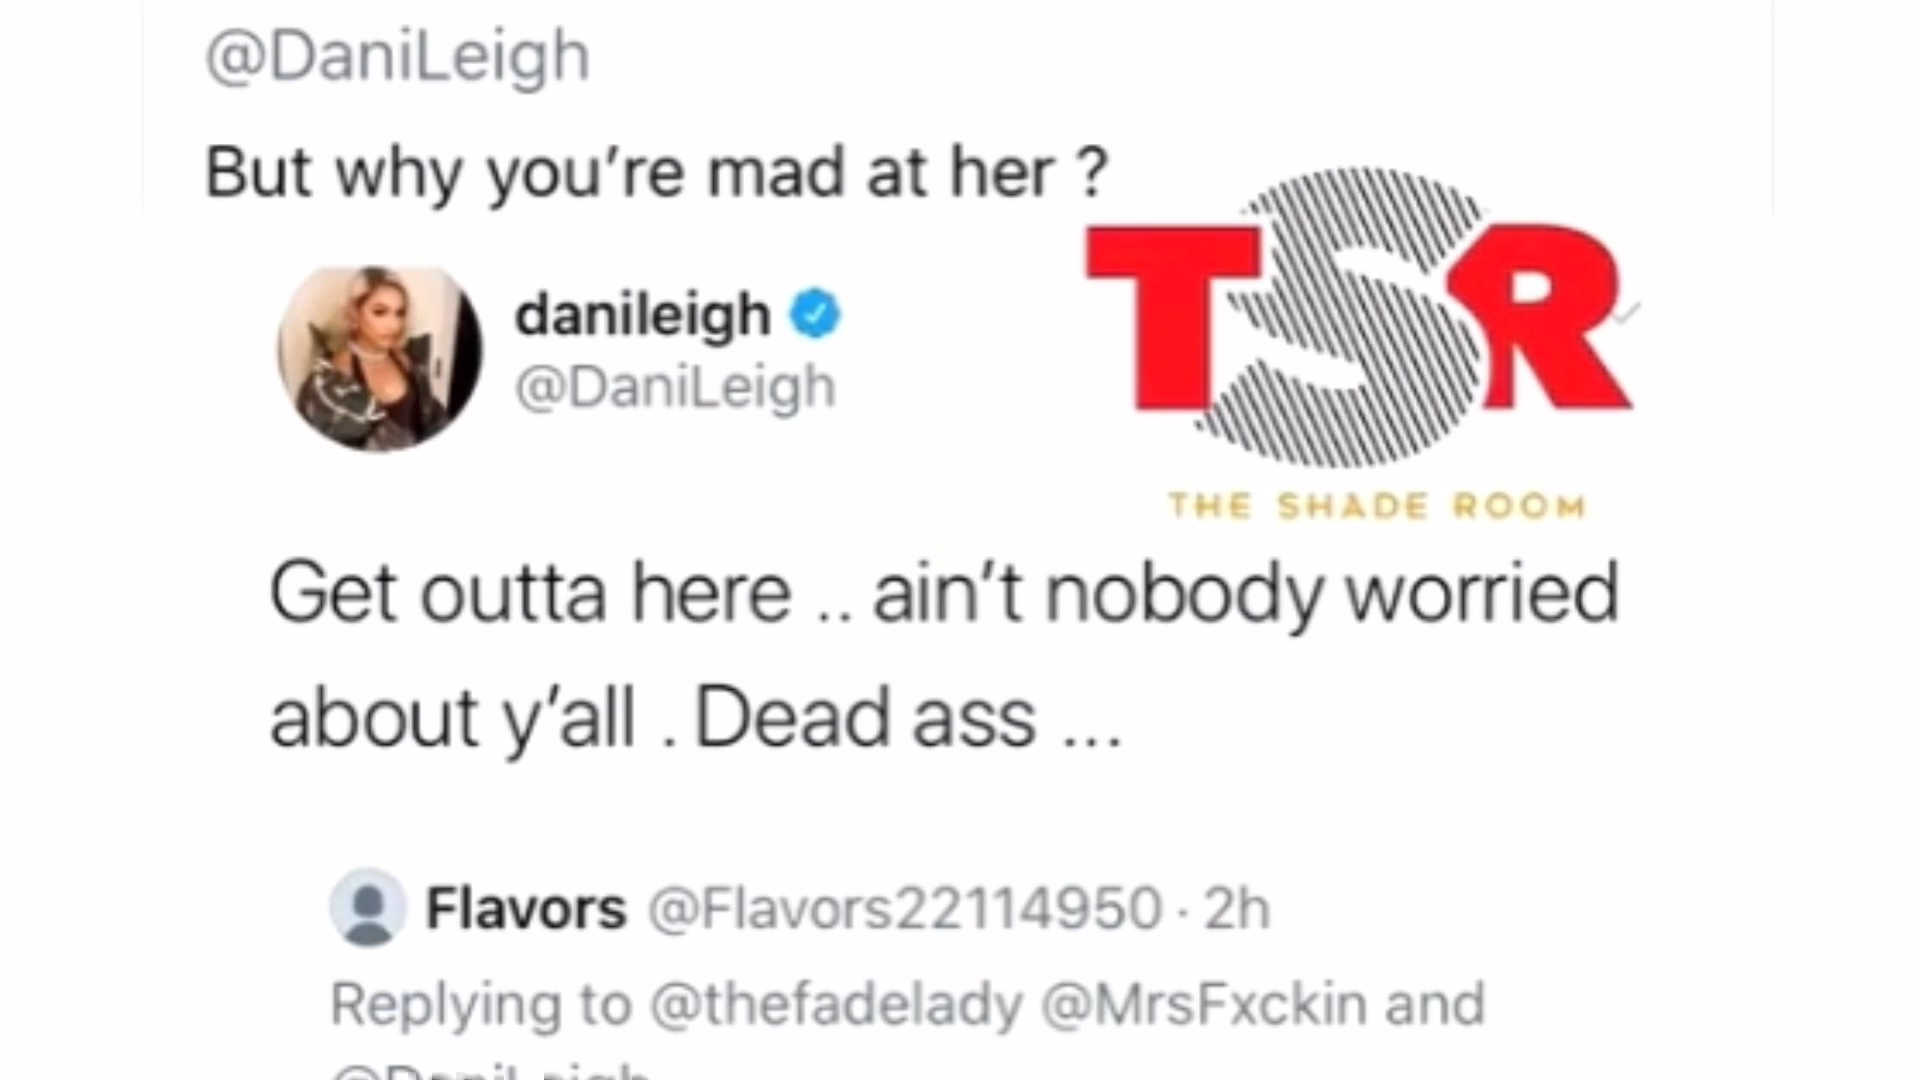 @DaniLeigh
But why you're mad at her ?
danileigh
@DaniLeigh
TSR
THE SHADE ROOM
Get outta here .. ain't nobody worried
about y'all . Dead ass ...
Flavors @Flavors22114950 · 2h
Replying to @thefadelady @MrsFxckin and
@DaniLeigh